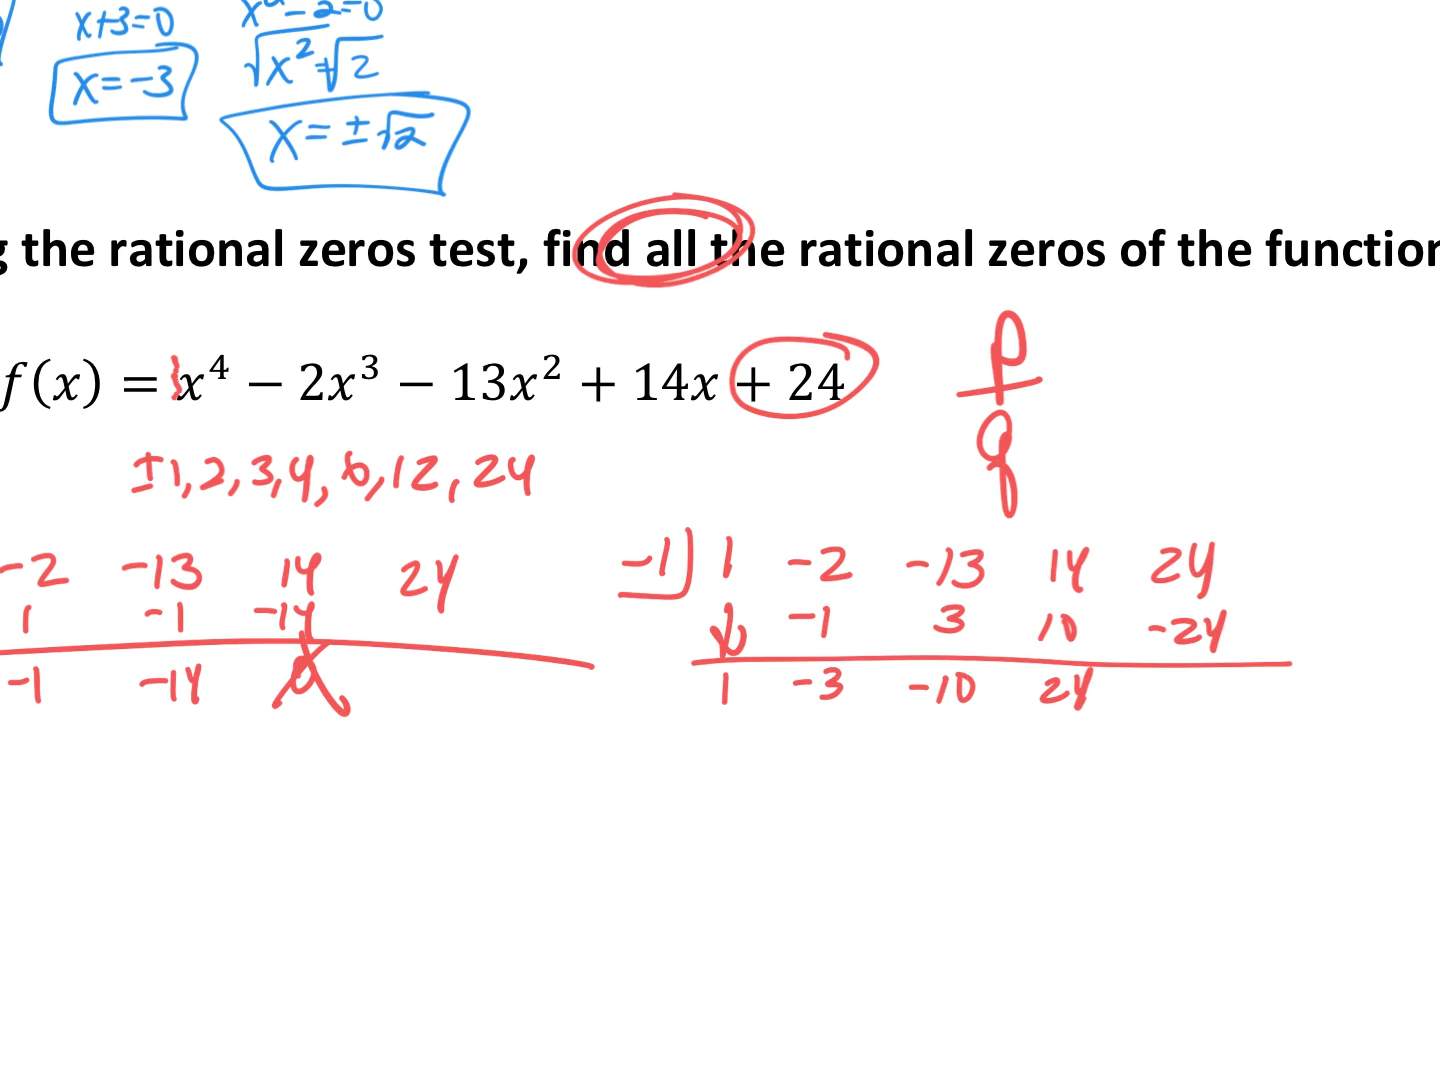 x+3=0 x²-2=0
x=-3 √x²=√2
x=±√2
g the rational zeros test, find all the rational zeros of the function
f(x) = x⁴ − 2x³ − 13x² + 14x + 24 p/q
±1, 2, 3, 4, 6, 12, 24
-2 -13 14 24 -1) 1 -2 -13 14 24
1 -1 -14 -1 3 10 -24
-1 -14 0 1 -3 -10 24